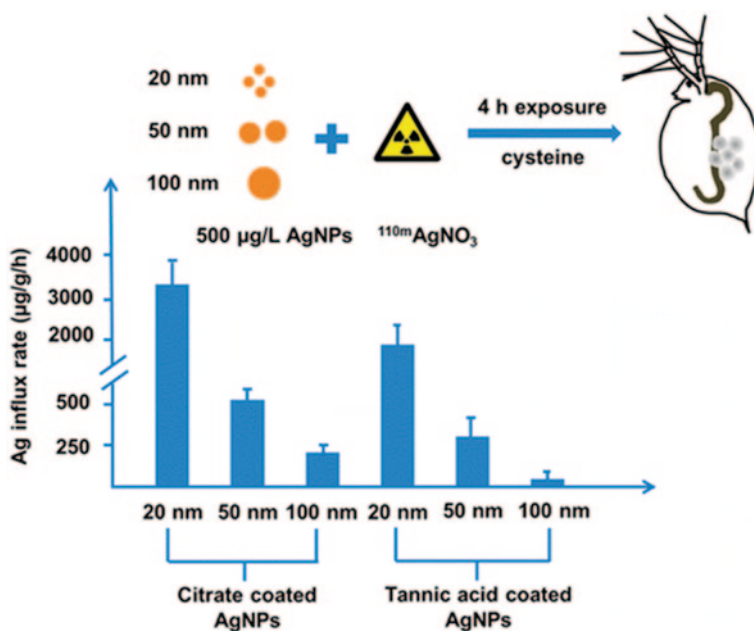 20 nm
50 nm
100 nm
4 h exposure
cysteine
500 µg/L AgNPs
110mAgNO3
Ag influx rate (µg/g/h)
4000
3000
2000
500
250
20 nm 50 nm 100 nm 20 nm 50 nm 100 nm
Citrate coated
AgNPs
Tannic acid coated
AgNPs